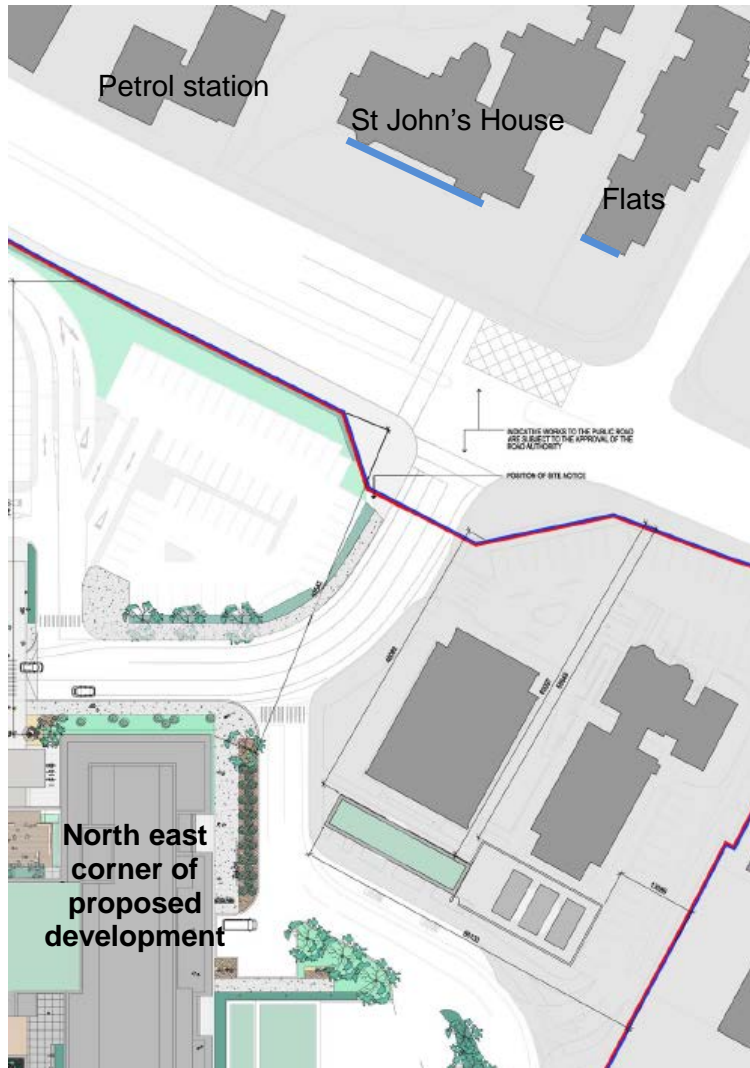 Petrol station
St John's House
Flats
INDICATIVE WORKS TO THE PUBLIC ROAD
ARE SUBJECT TO THE APPROVAL OF THE
ROAD AUTHORITY
POSITION OF SITE NOTICE
North east
corner of
proposed
development